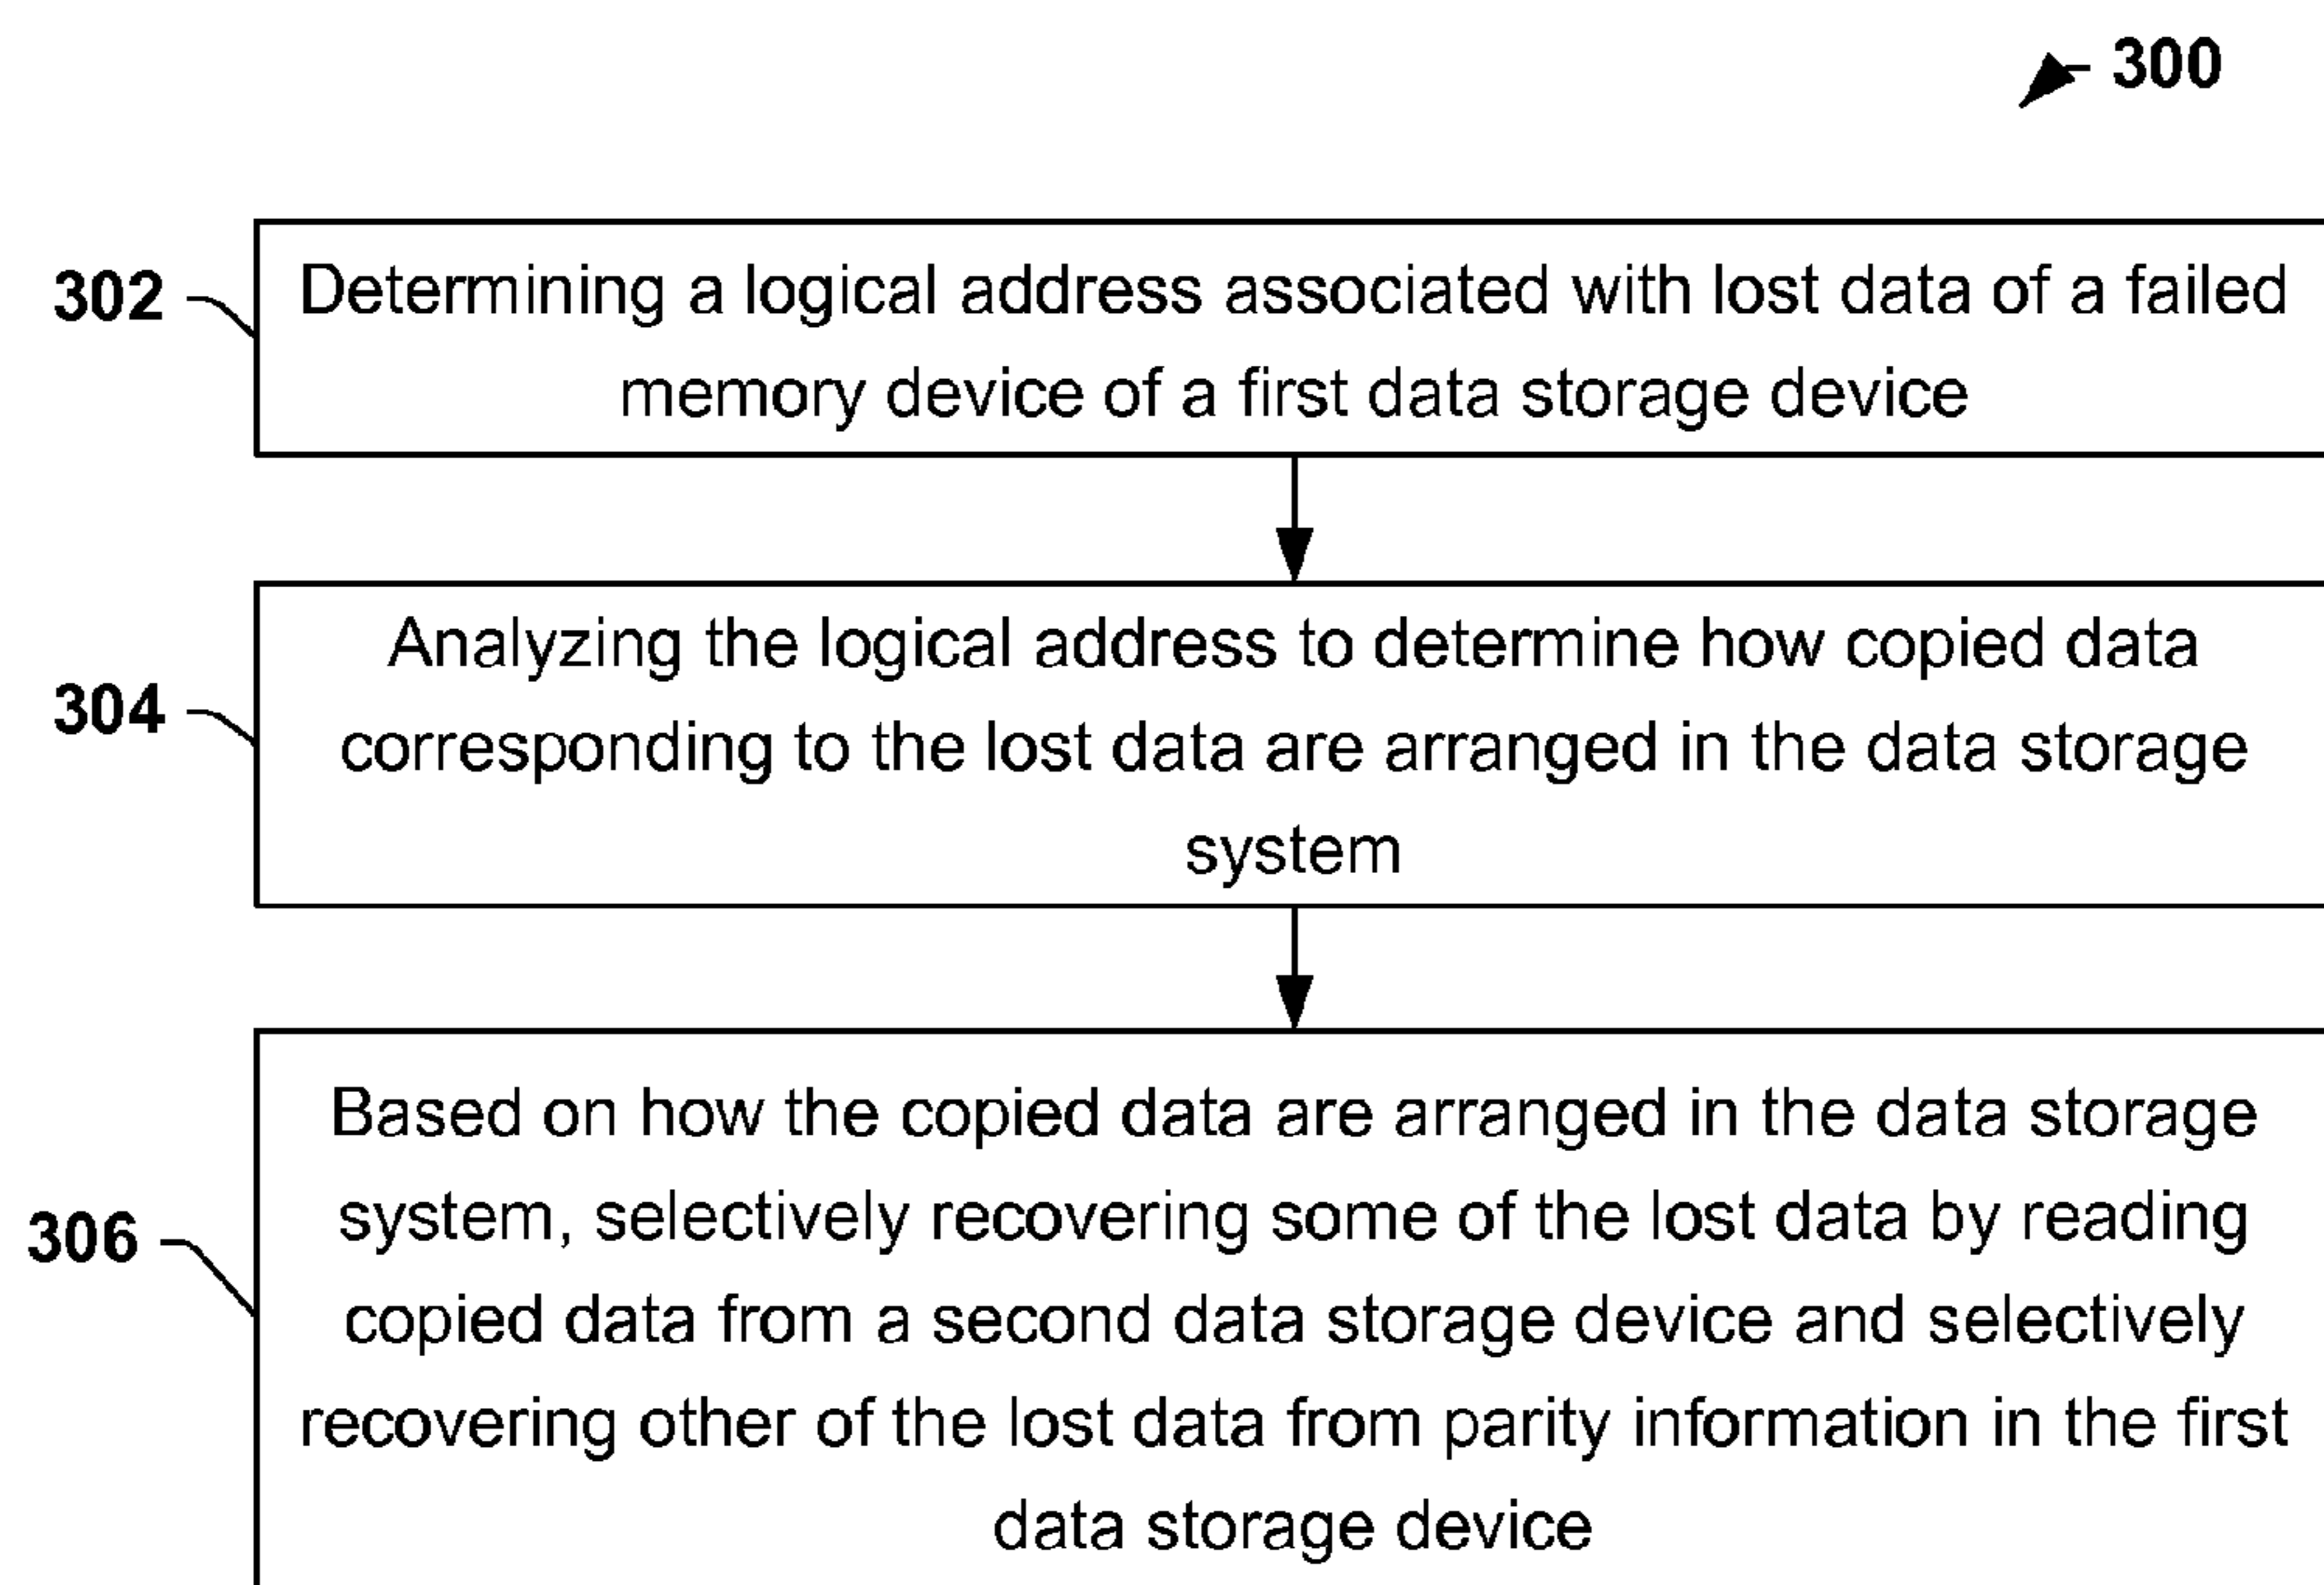 300
302
Determining a logical address associated with lost data of a failed
memory device of a first data storage device
304
Analyzing the logical address to determine how copied data
corresponding to the lost data are arranged in the data storage
system
306
Based on how the copied data are arranged in the data storage
system, selectively recovering some of the lost data by reading
copied data from a second data storage device and selectively
recovering other of the lost data from parity information in the first
data storage device